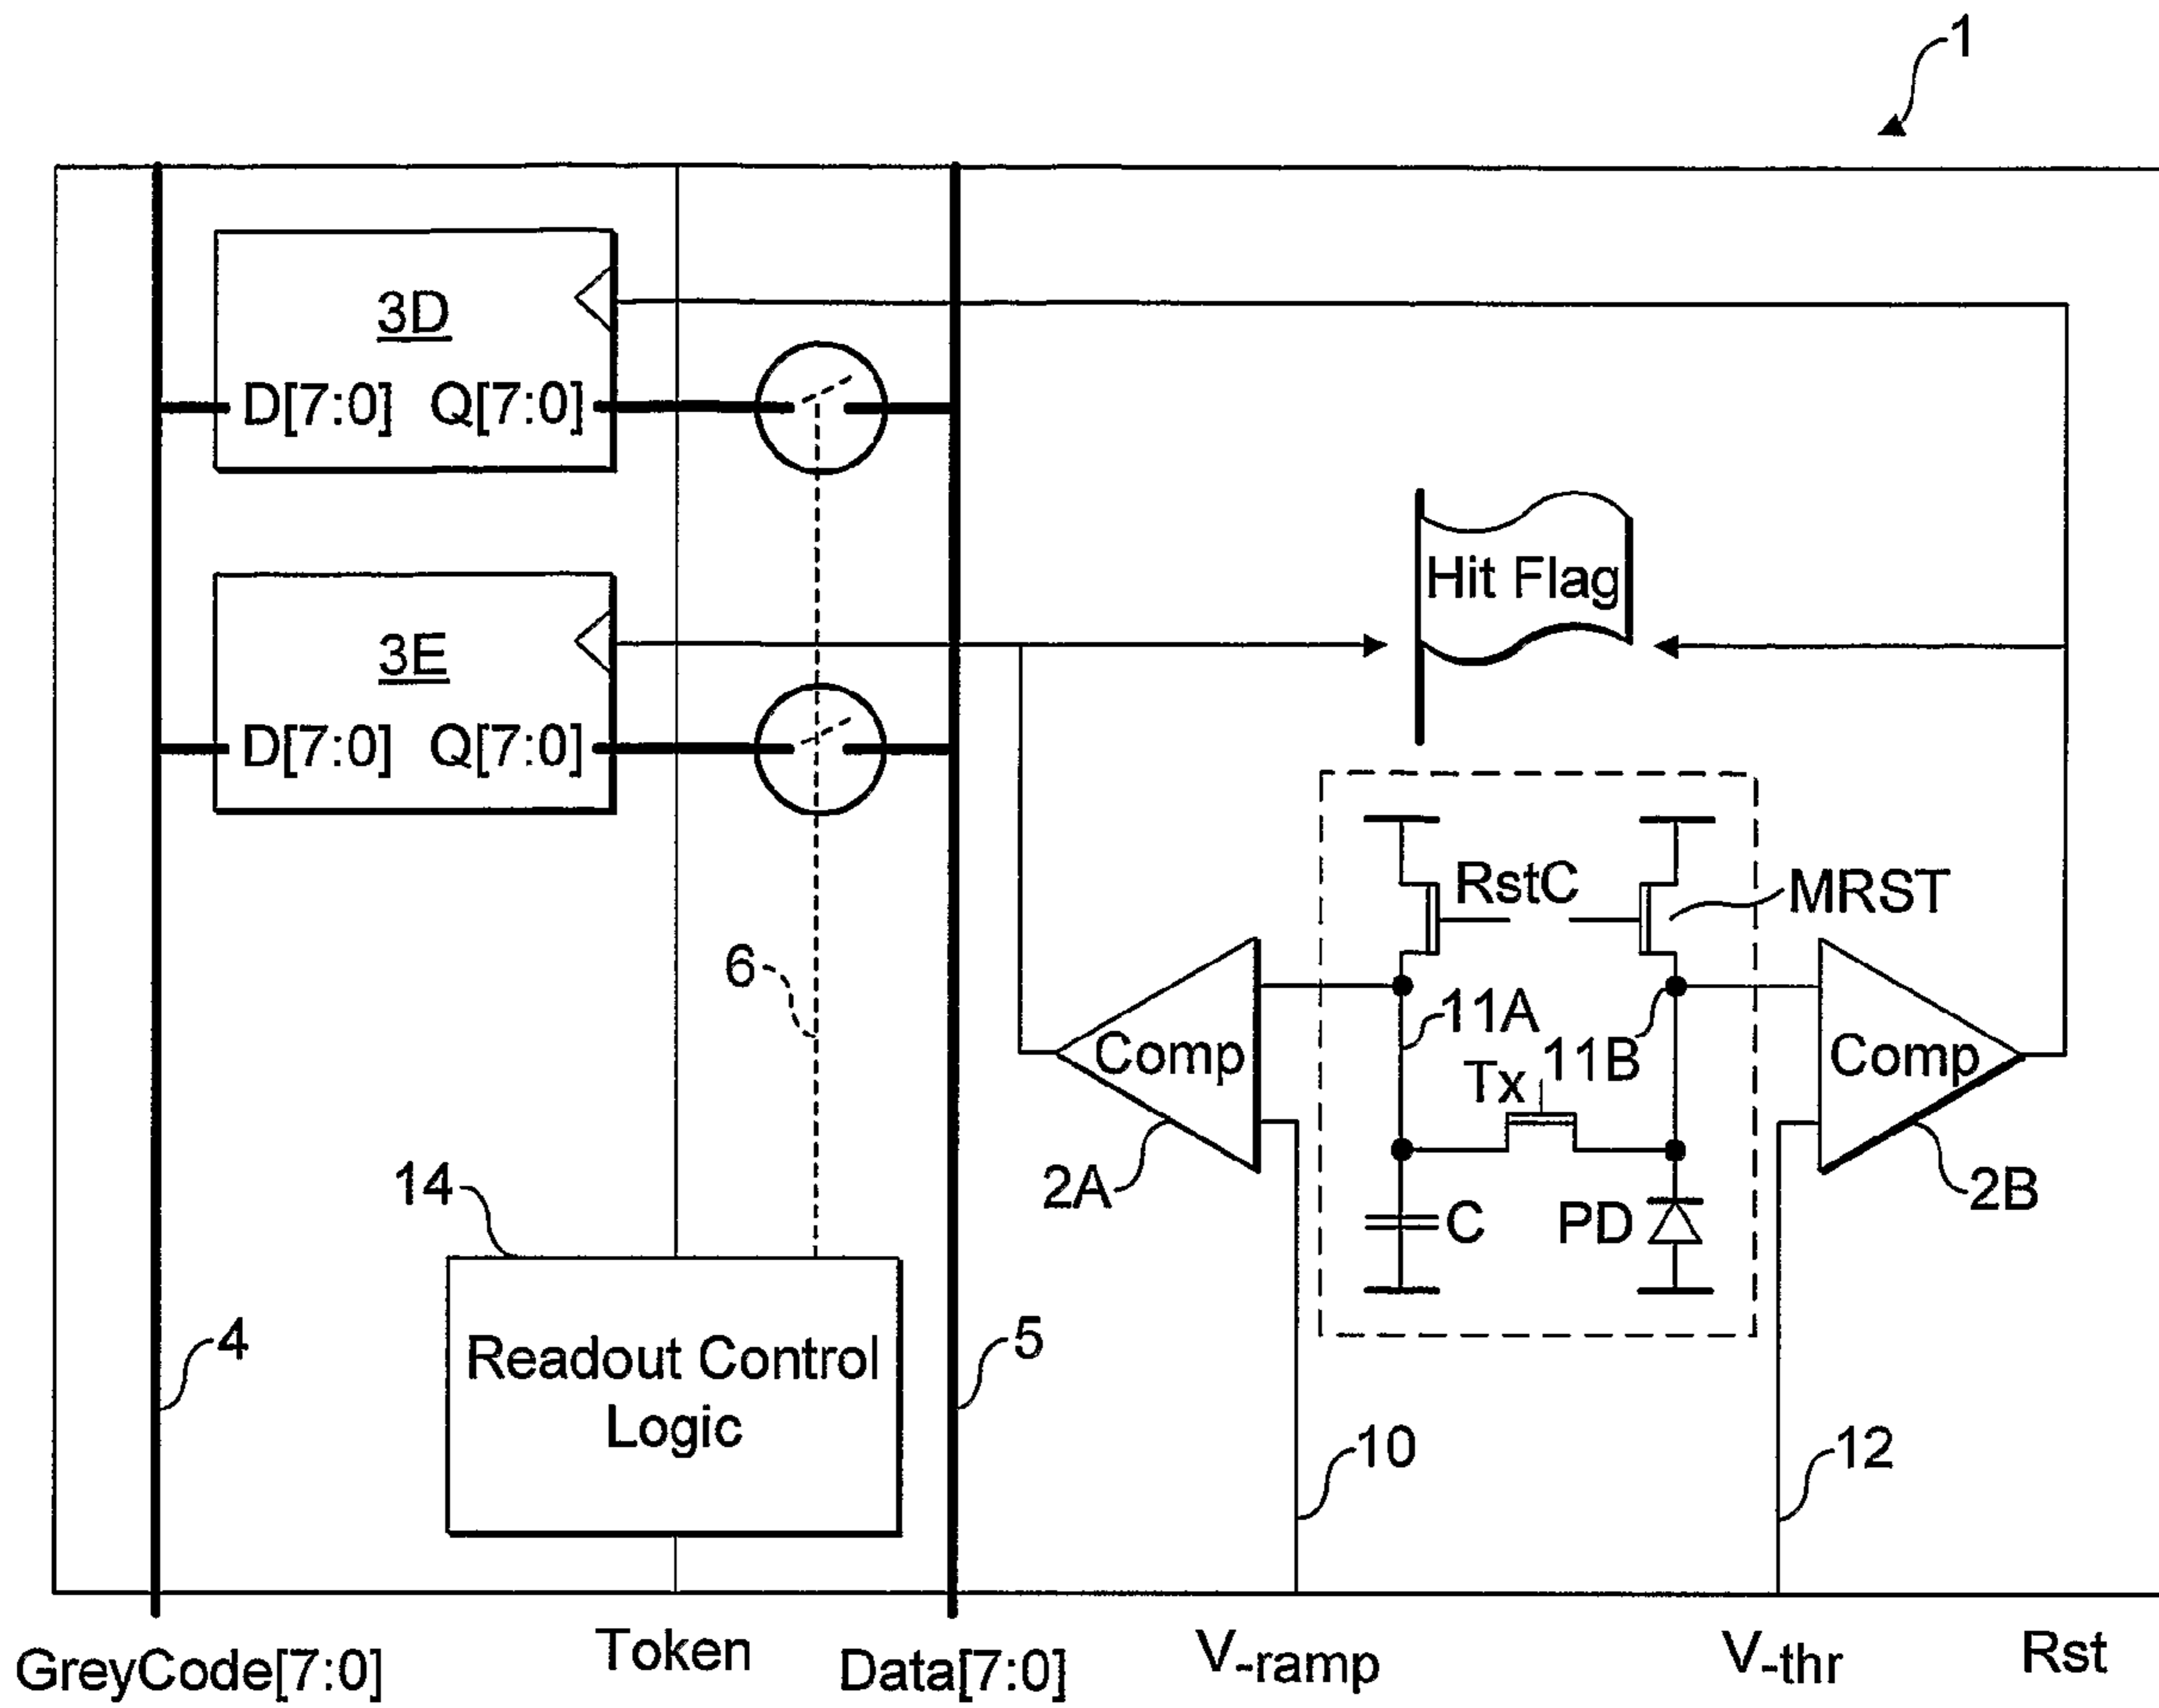 1
3D
D[7:0] Q[7:0]
Hit Flag
3E
D[7:0] Q[7:0]
RstC
MRST
6
11A
11B
Comp
Comp
Tx
2A
2B
14
C
PD
4
Readout Control
Logic
5
10
12
GreyCode[7:0]
Token
Data[7:0]
V-ramp
V-thr
Rst